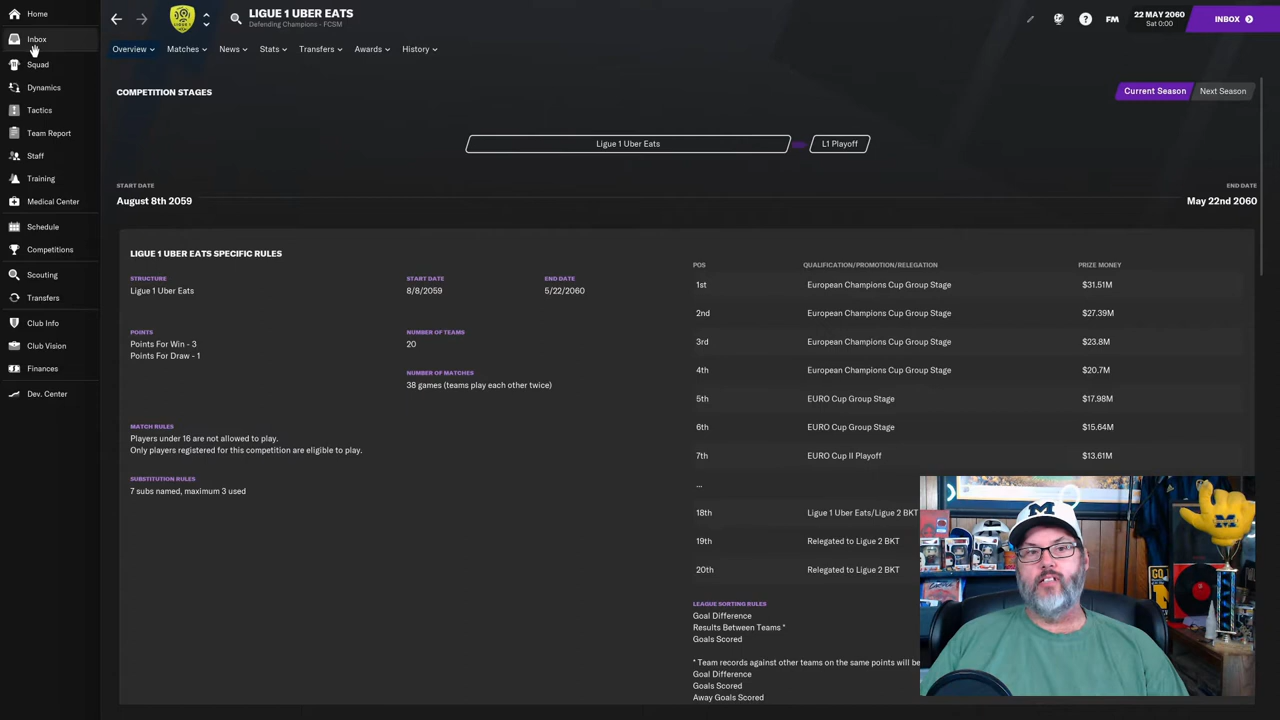 Home
LIGUE 1 UBER EATS
Defending Champions - FCSM
FM
22 MAY 2060
Sat 0:00
INBOX
Inbox
Overview
Matches
News
Stats
Transfers
Awards
History
Squad
Dynamics
Tactics
Team Report
Staff
Training
Medical Center
Schedule
Competitions
Scouting
Transfers
Club Info
Club Vision
Finances
Dev. Center
COMPETITION STAGES
Current Season
Next Season
Ligue 1 Uber Eats
L1 Playoff
START DATE
August 8th 2059
END DATE
May 22nd 2060
LIGUE 1 UBER EATS SPECIFIC RULES
STRUCTURE
Ligue 1 Uber Eats
START DATE
8/8/2059
END DATE
5/22/2060
POINTS
Points For Win - 3
Points For Draw - 1
NUMBER OF TEAMS
20
NUMBER OF MATCHES
38 games (teams play each other twice)
MATCH RULES
Players under 16 are not allowed to play.
Only players registered for this competition are eligible to play.
SUBSTITUTION RULES
7 subs named, maximum 3 used
POS QUALIFICATION/PROMOTION/RELEGATION PRIZE MONEY
1st European Champions Cup Group Stage $31.51M
2nd European Champions Cup Group Stage $27.39M
3rd European Champions Cup Group Stage $23.8M
4th European Champions Cup Group Stage $20.7M
5th EURO Cup Group Stage $17.98M
6th EURO Cup Group Stage $15.64M
7th EURO Cup II Playoff $13.61M
...
18th Ligue 1 Uber Eats/Ligue 2 BKT
19th Relegated to Ligue 2 BKT
20th Relegated to Ligue 2 BKT
LEAGUE SORTING RULES
Goal Difference
Results Between Teams *
Goals Scored
* Team records against other teams on the same points will be
Goal Difference
Goals Scored
Away Goals Scored
M
M